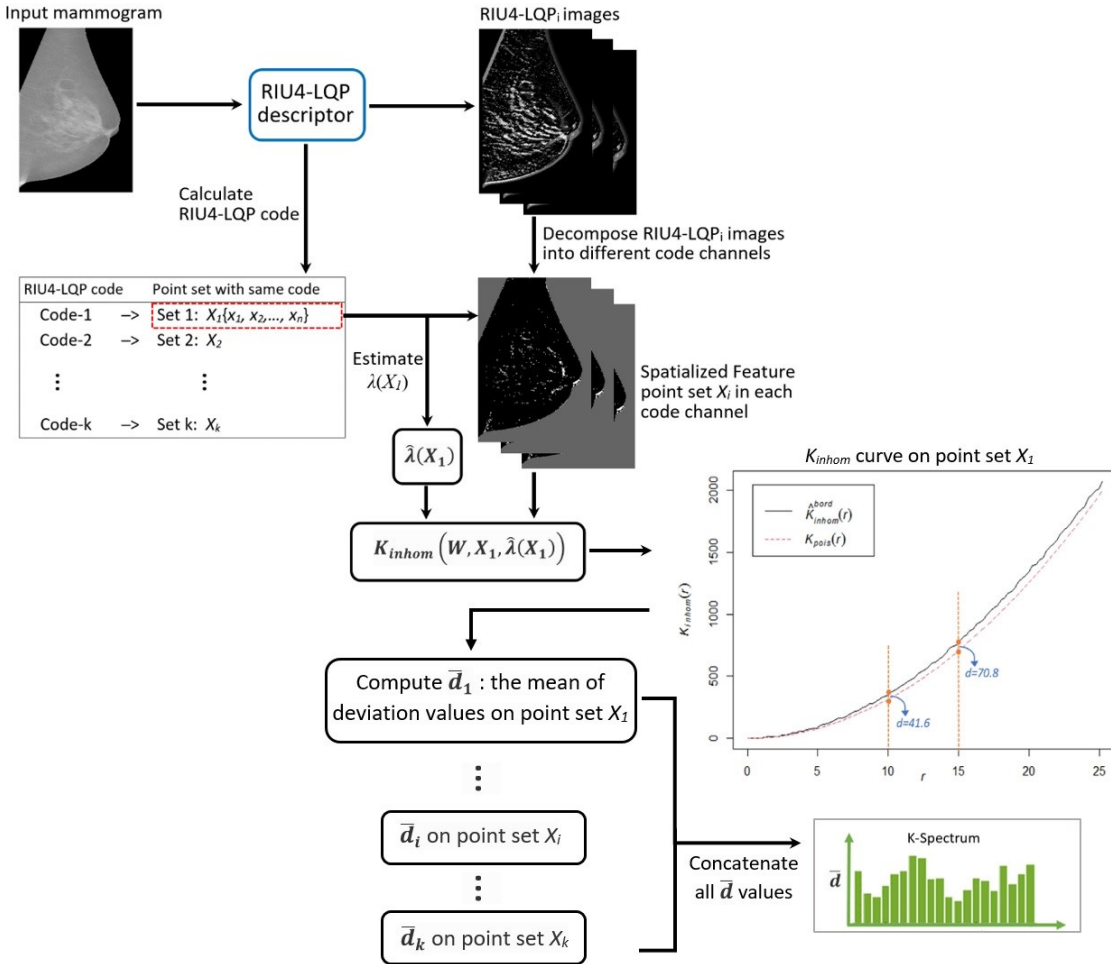 Input mammogram
RIU4-LQPi images
RIU4-LQP
descriptor
Calculate
RIU4-LQP code
Decompose RIU4-LQPi images
into different code channels
RIU4-LQP code Point set with same code
Code-1 –> Set 1: X1{x1, x2,..., xn}
Code-2 –> Set 2: X2
⋮ ⋮
Code-k –> Set k: Xk
Estimate
λ(X1)
Spatialized Feature
point set Xi in each
code channel
λ̂(X1)
Kinhom (W, X1, λ̂(X1))
Kinhom curve on point set X1
K̂bordinhom(r)
Kpois(r)
Kinhom(r)
2000
1500
1000
500
0
d=70.8
d=41.6
0 5 10 15 20 25
r
Compute d̄1 : the mean of
deviation values on point set X1
⋮
d̄i on point set Xi
⋮
d̄k on point set Xk
Concatenate
all d̄ values
K-Spectrum
d̄